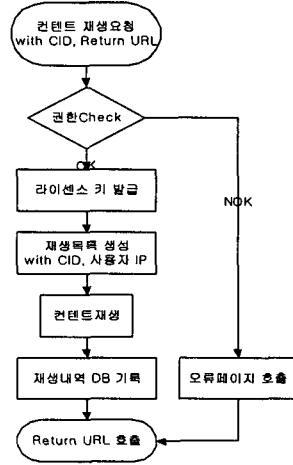 컨텐트 재생요청
with CID, Return URL
권한Check
OK
NOK
라이센스 키 발급
재생목록 생성
with CID, 사용자 IP
컨텐트재생
재생내역 DB 기록
오류페이지 호출
Return URL 호출